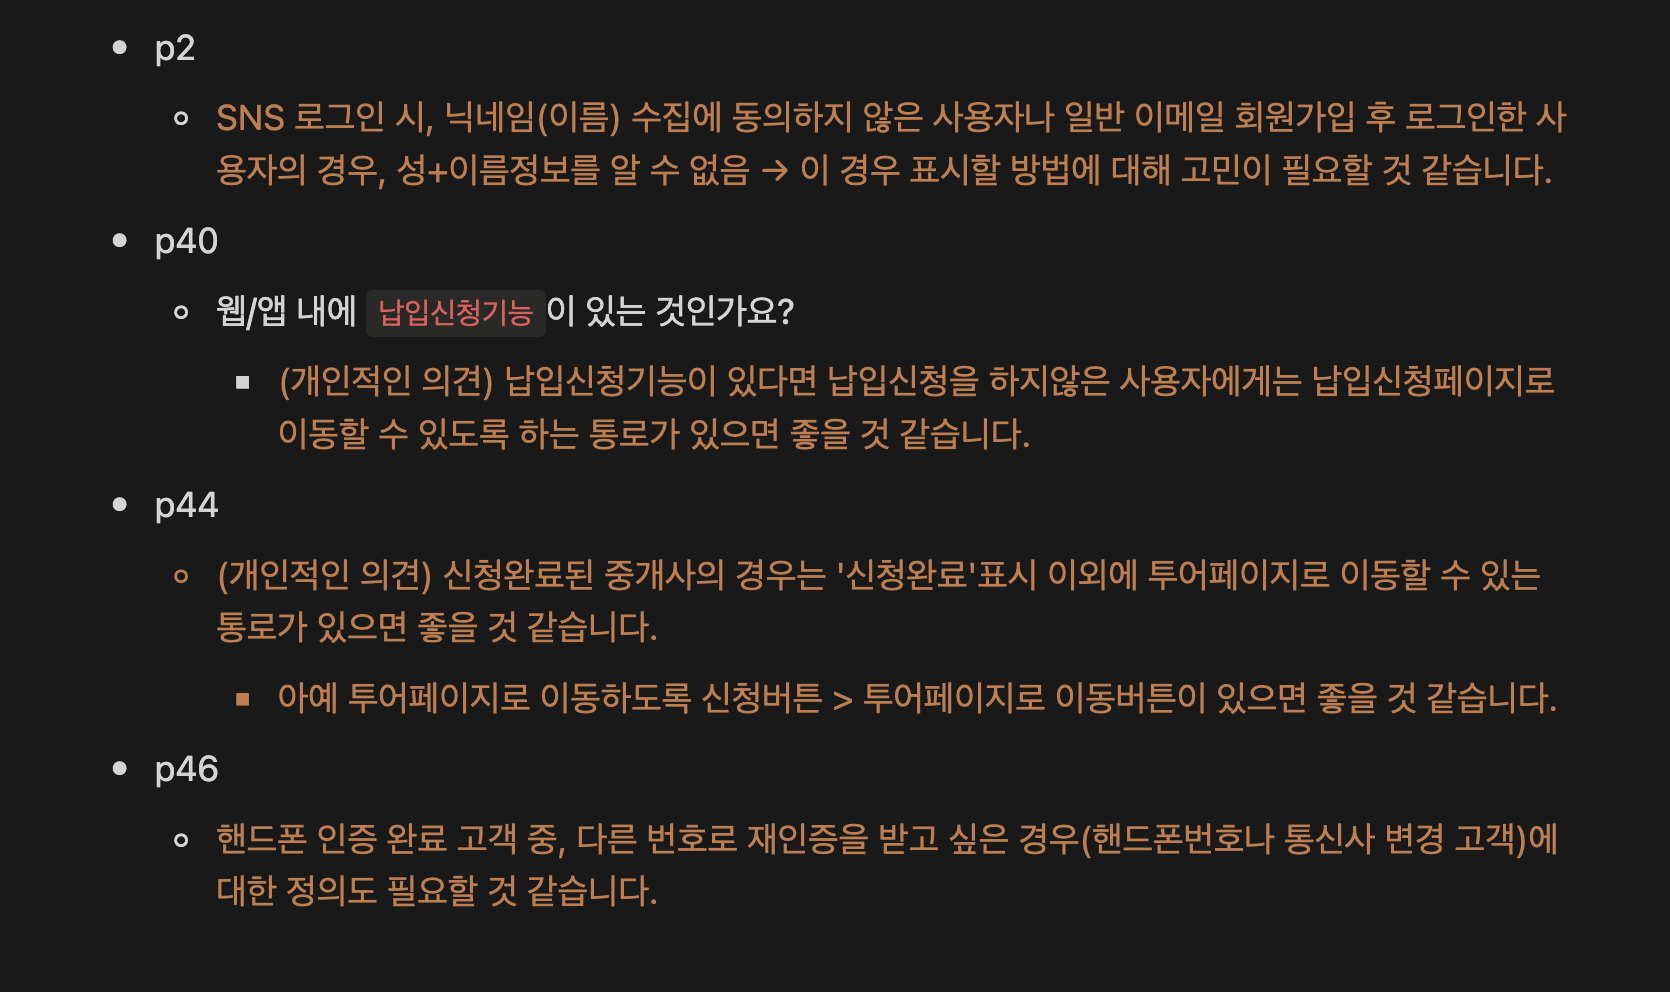 p2
SNS 로그인 시, 닉네임(이름) 수집에 동의하지 않은 사용자나 일반 이메일 회원가입 후 로그인한 사
용자의 경우, 성+이름정보를 알 수 없음 → 이 경우 표시할 방법에 대해 고민이 필요할 것 같습니다.
p40
웹/앱 내에 납입신청기능이 있는 것인가요?
(개인적인 의견) 납입신청기능이 있다면 납입신청을 하지않은 사용자에게는 납입신청페이지로
이동할 수 있도록 하는 통로가 있으면 좋을 것 같습니다.
p44
(개인적인 의견) 신청완료된 중개사의 경우는 '신청완료'표시 이외에 투어페이지로 이동할 수 있는
통로가 있으면 좋을 것 같습니다.
아예 투어페이지로 이동하도록 신청버튼 > 투어페이지로 이동버튼이 있으면 좋을 것 같습니다.
p46
핸드폰 인증 완료 고객 중, 다른 번호로 재인증을 받고 싶은 경우(핸드폰번호나 통신사 변경 고객)에
대한 정의도 필요할 것 같습니다.